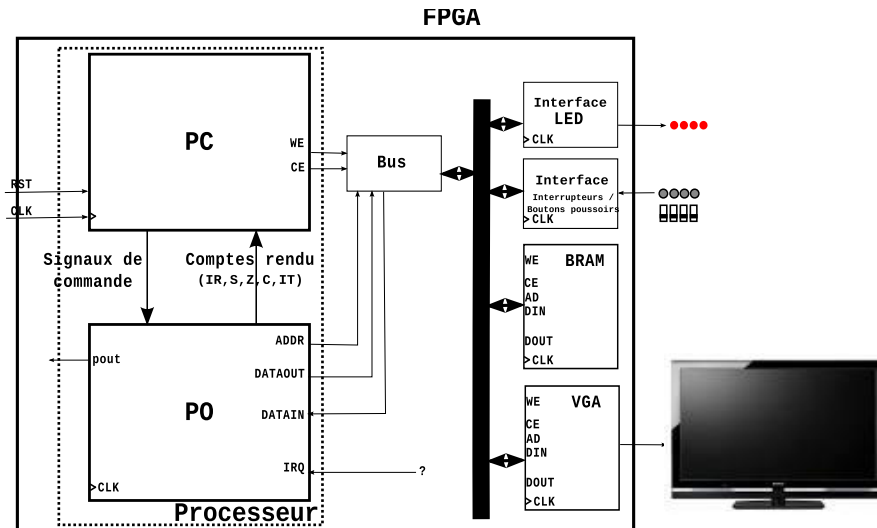 FPGA
PC
WE
CE
RST
CLK
Bus
Interface
LED
CLK
Interface
Interrupteurs /
Boutons poussoirs
CLK
Signaux de
commande
Comptes rendu
(IR,S,Z,C,IT)
WE
BRAM
CE
AD
DIN
DOUT
CLK
pout
PO
ADDR
DATAOUT
DATAIN
IRQ
?
CLK
Processeur
WE
VGA
CE
AD
DIN
DOUT
CLK